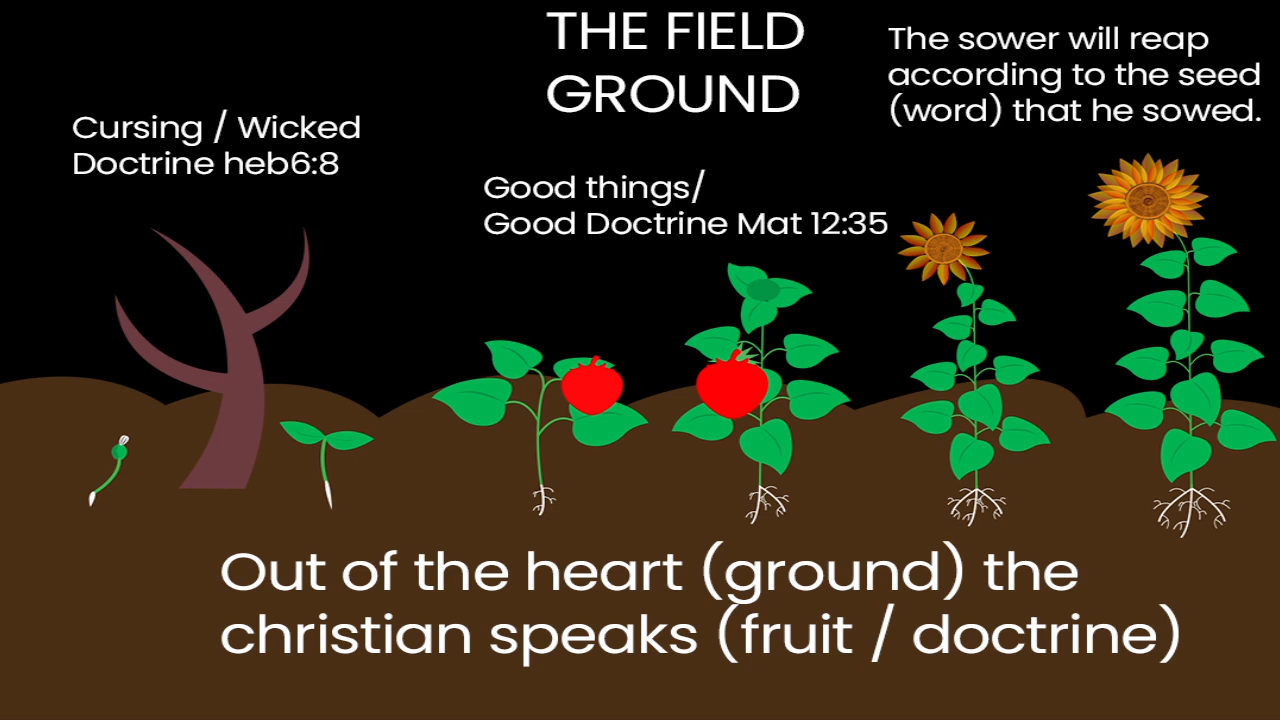 THE FIELD
GROUND
The sower will reap
according to the seed
(word) that he sowed.
Cursing / Wicked
Doctrine heb6:8
Good things/
Good Doctrine Mat 12:35
Out of the heart (ground) the
christian speaks (fruit / doctrine)